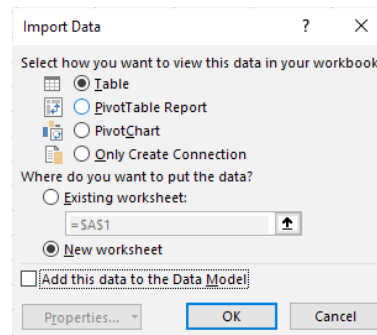 Import Data ? ×
Select how you want to view this data in your workbook
Table
PivotTable Report
PivotChart
Only Create Connection
Where do you want to put the data?
Existing worksheet:
=$A$1
New worksheet
Add this data to the Data Model
Properties... OK Cancel